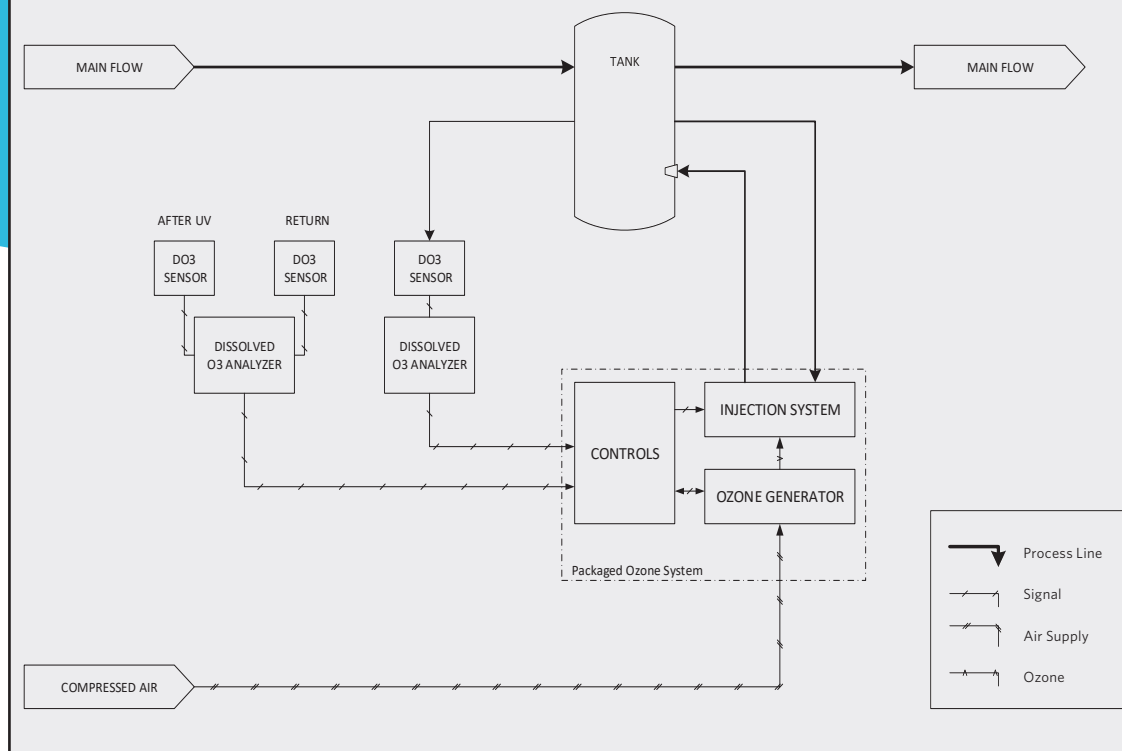 MAIN FLOW
TANK
MAIN FLOW
AFTER UV
RETURN
DO3
SENSOR
DO3
SENSOR
DO3
SENSOR
DISSOLVED
O3 ANALYZER
DISSOLVED
O3 ANALYZER
INJECTION SYSTEM
CONTROLS
OZONE GENERATOR
Packaged Ozone System
COMPRESSED AIR
Process Line
Signal
Air Supply
Ozone